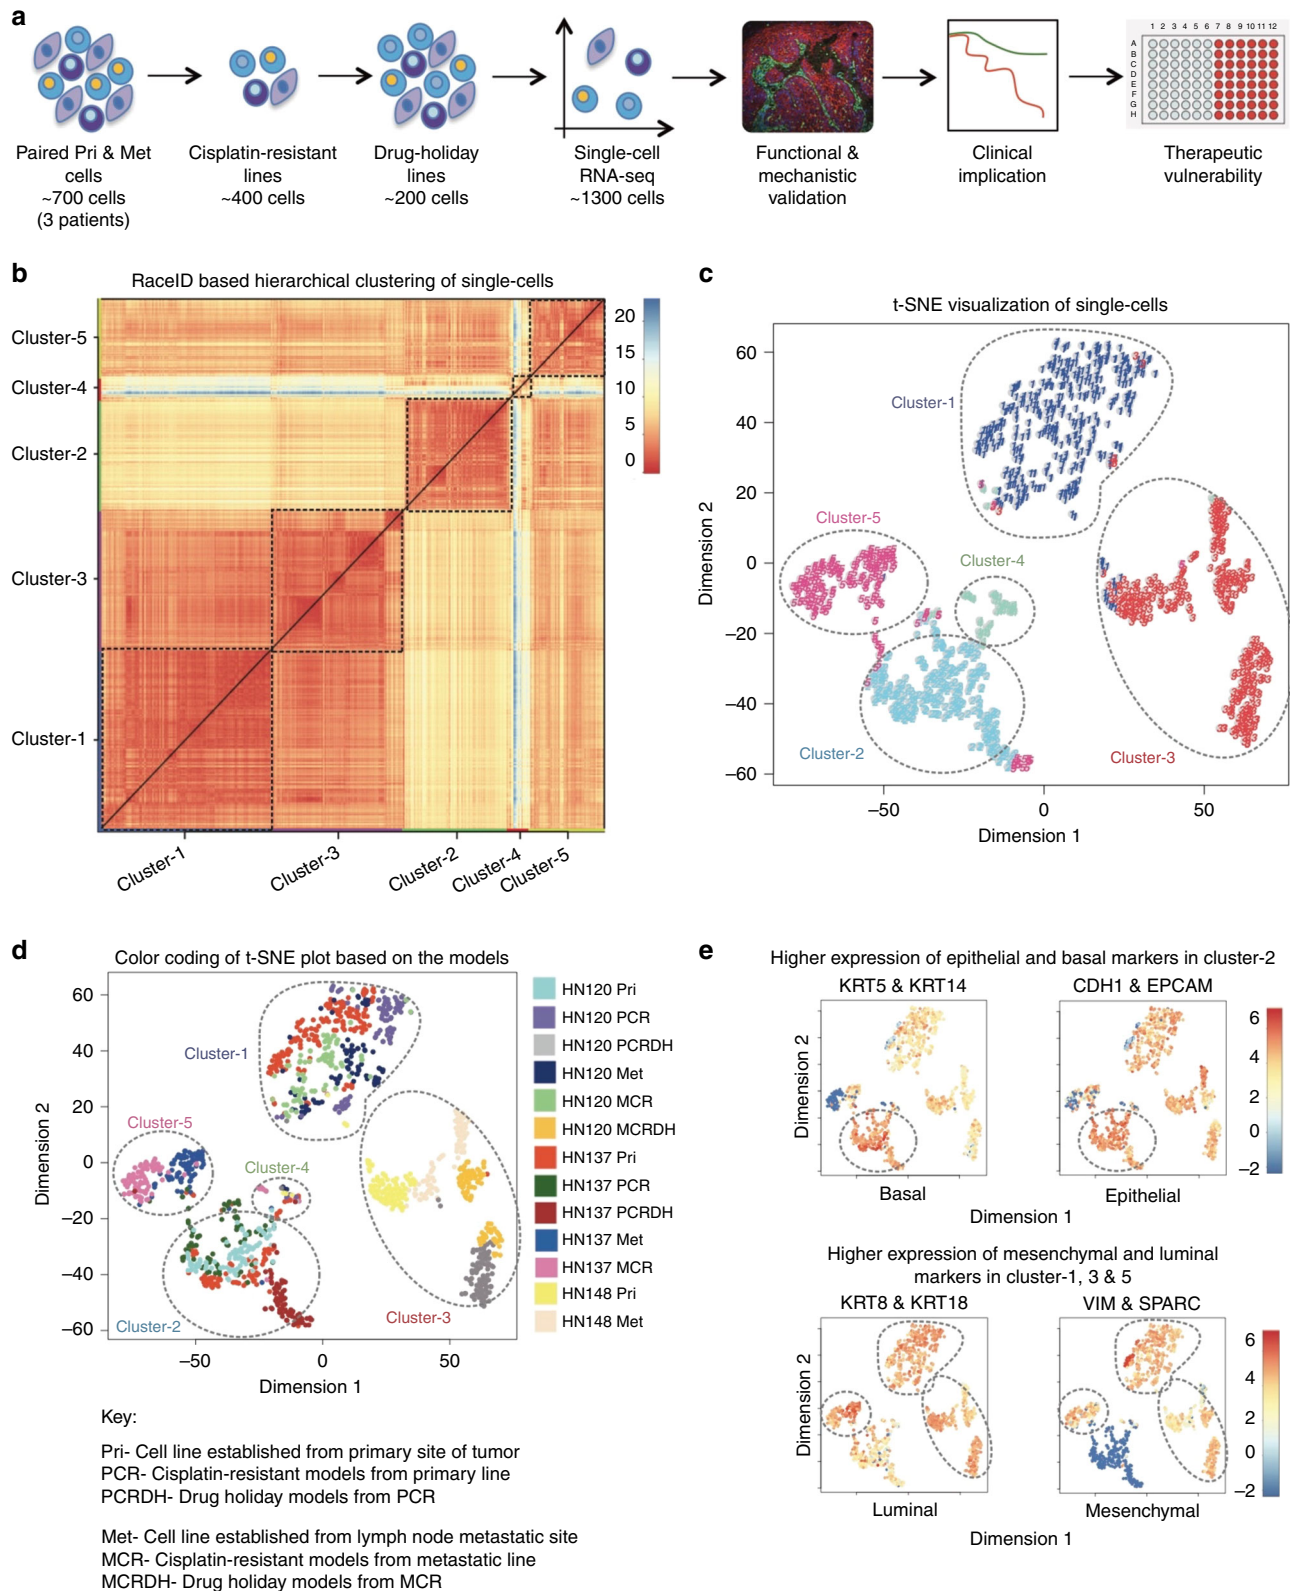 a
Paired Pri & Met
cells
~700 cells
(3 patients)
Cisplatin-resistant
lines
~400 cells
Drug-holiday
lines
~200 cells
Single-cell
RNA-seq
~1300 cells
Functional &
mechanistic
validation
Clinical
implication
1 2 3 4 5 6 7 8 9 10 11 12
A
B
C
D
E
F
G
H
Therapeutic
vulnerability
b
RaceID based hierarchical clustering of single-cells
Cluster-5
Cluster-4
Cluster-2
Cluster-3
Cluster-1
20
15
10
5
0
Cluster-1
Cluster-3
Cluster-2
Cluster-4
Cluster-5
c
t-SNE visualization of single-cells
Dimension 2
60
40
20
0
−20
−40
−60
Cluster-1
Cluster-5
Cluster-4
Cluster-2
Cluster-3
−50
0
50
Dimension 1
d
Color coding of t-SNE plot based on the models
Dimension 2
60
40
20
0
−20
−40
−60
Cluster-1
Cluster-5
Cluster-4
Cluster-2
Cluster-3
−50
0
50
Dimension 1
HN120 Pri
HN120 PCR
HN120 PCRDH
HN120 Met
HN120 MCR
HN120 MCRDH
HN137 Pri
HN137 PCR
HN137 PCRDH
HN137 Met
HN137 MCR
HN148 Pri
HN148 Met
Key:
Pri- Cell line established from primary site of tumor
PCR- Cisplatin-resistant models from primary line
PCRDH- Drug holiday models from PCR
Met- Cell line established from lymph node metastatic site
MCR- Cisplatin-resistant models from metastatic line
MCRDH- Drug holiday models from MCR
e
Higher expression of epithelial and basal markers in cluster-2
KRT5 & KRT14
CDH1 & EPCAM
Dimension 2
6
4
2
0
−2
Basal
Epithelial
Dimension 1
Higher expression of mesenchymal and luminal
markers in cluster-1, 3 & 5
KRT8 & KRT18
VIM & SPARC
Dimension 2
6
4
2
0
−2
Luminal
Mesenchymal
Dimension 1